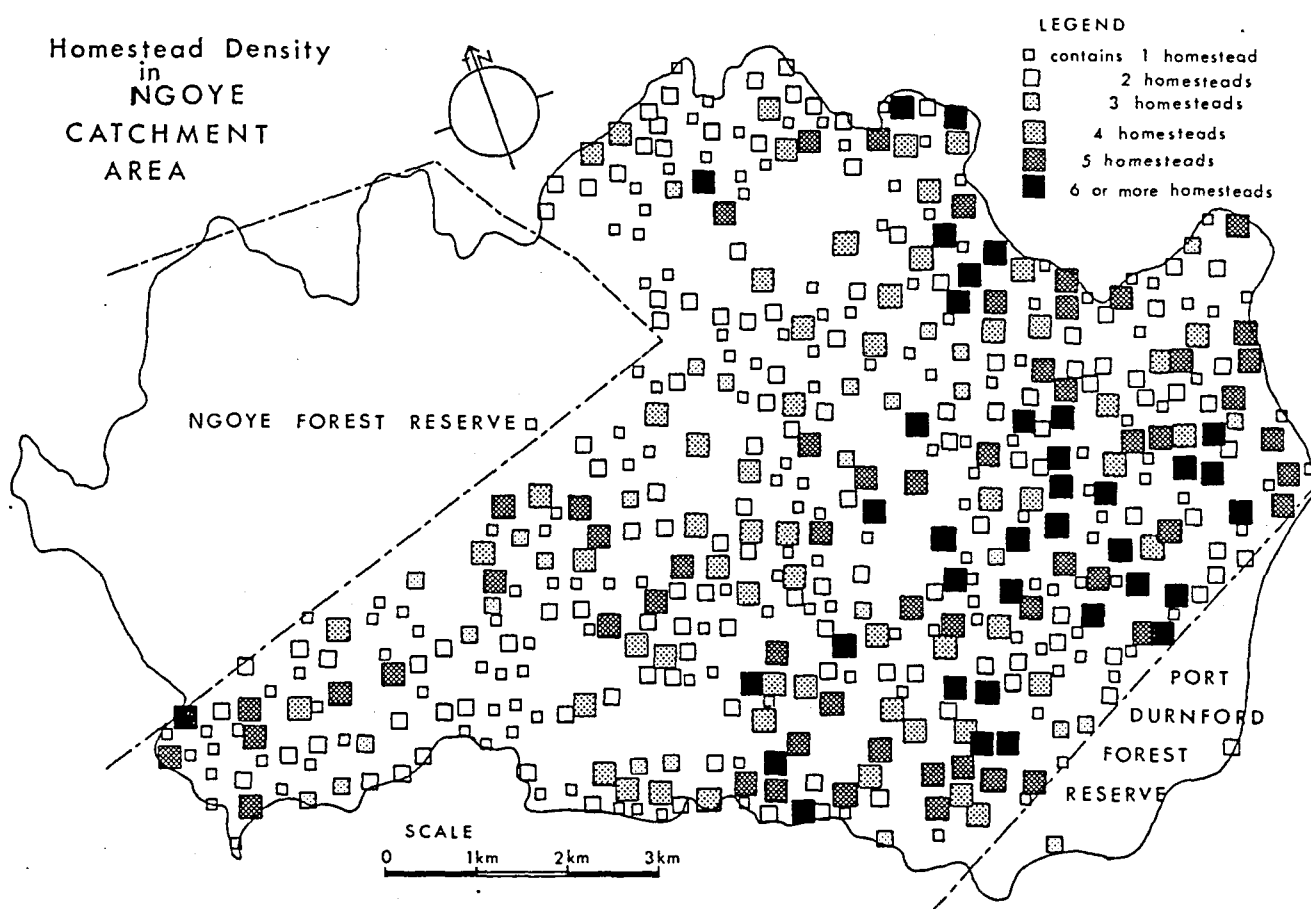 Homestead Density
in
NGOYE
CATCHMENT
AREA
N
LEGEND
contains 1 homestead
2 homesteads
3 homesteads
4 homesteads
5 homesteads
6 or more homesteads
NGOYE FOREST RESERVE
PORT
DURNFORD
FOREST
RESERVE
SCALE
0 1km 2km 3km